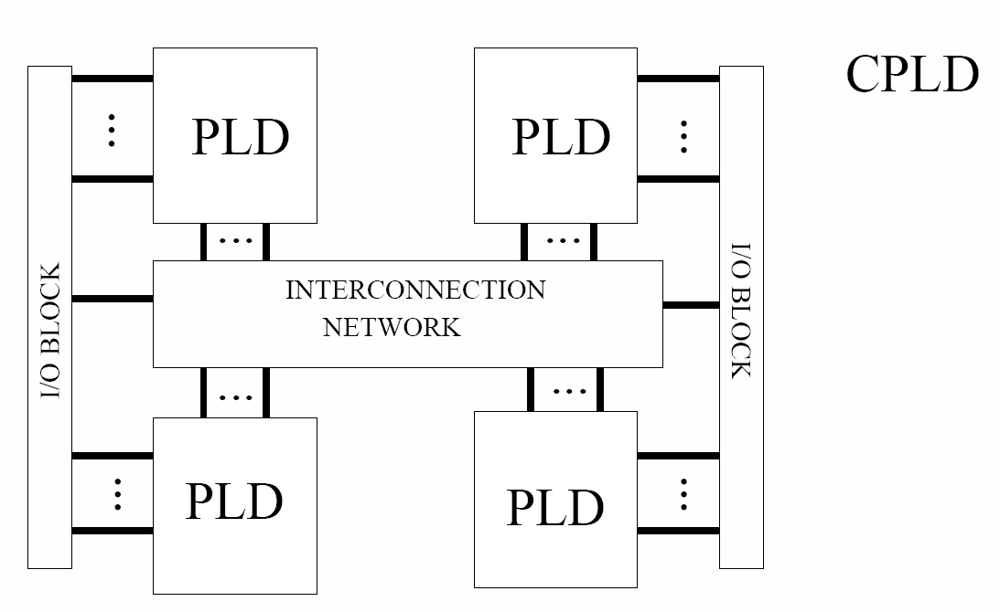 CPLD
PLD
PLD
...
...
...
...
I/O BLOCK
INTERCONNECTION
NETWORK
I/O BLOCK
...
...
PLD
PLD
...
...